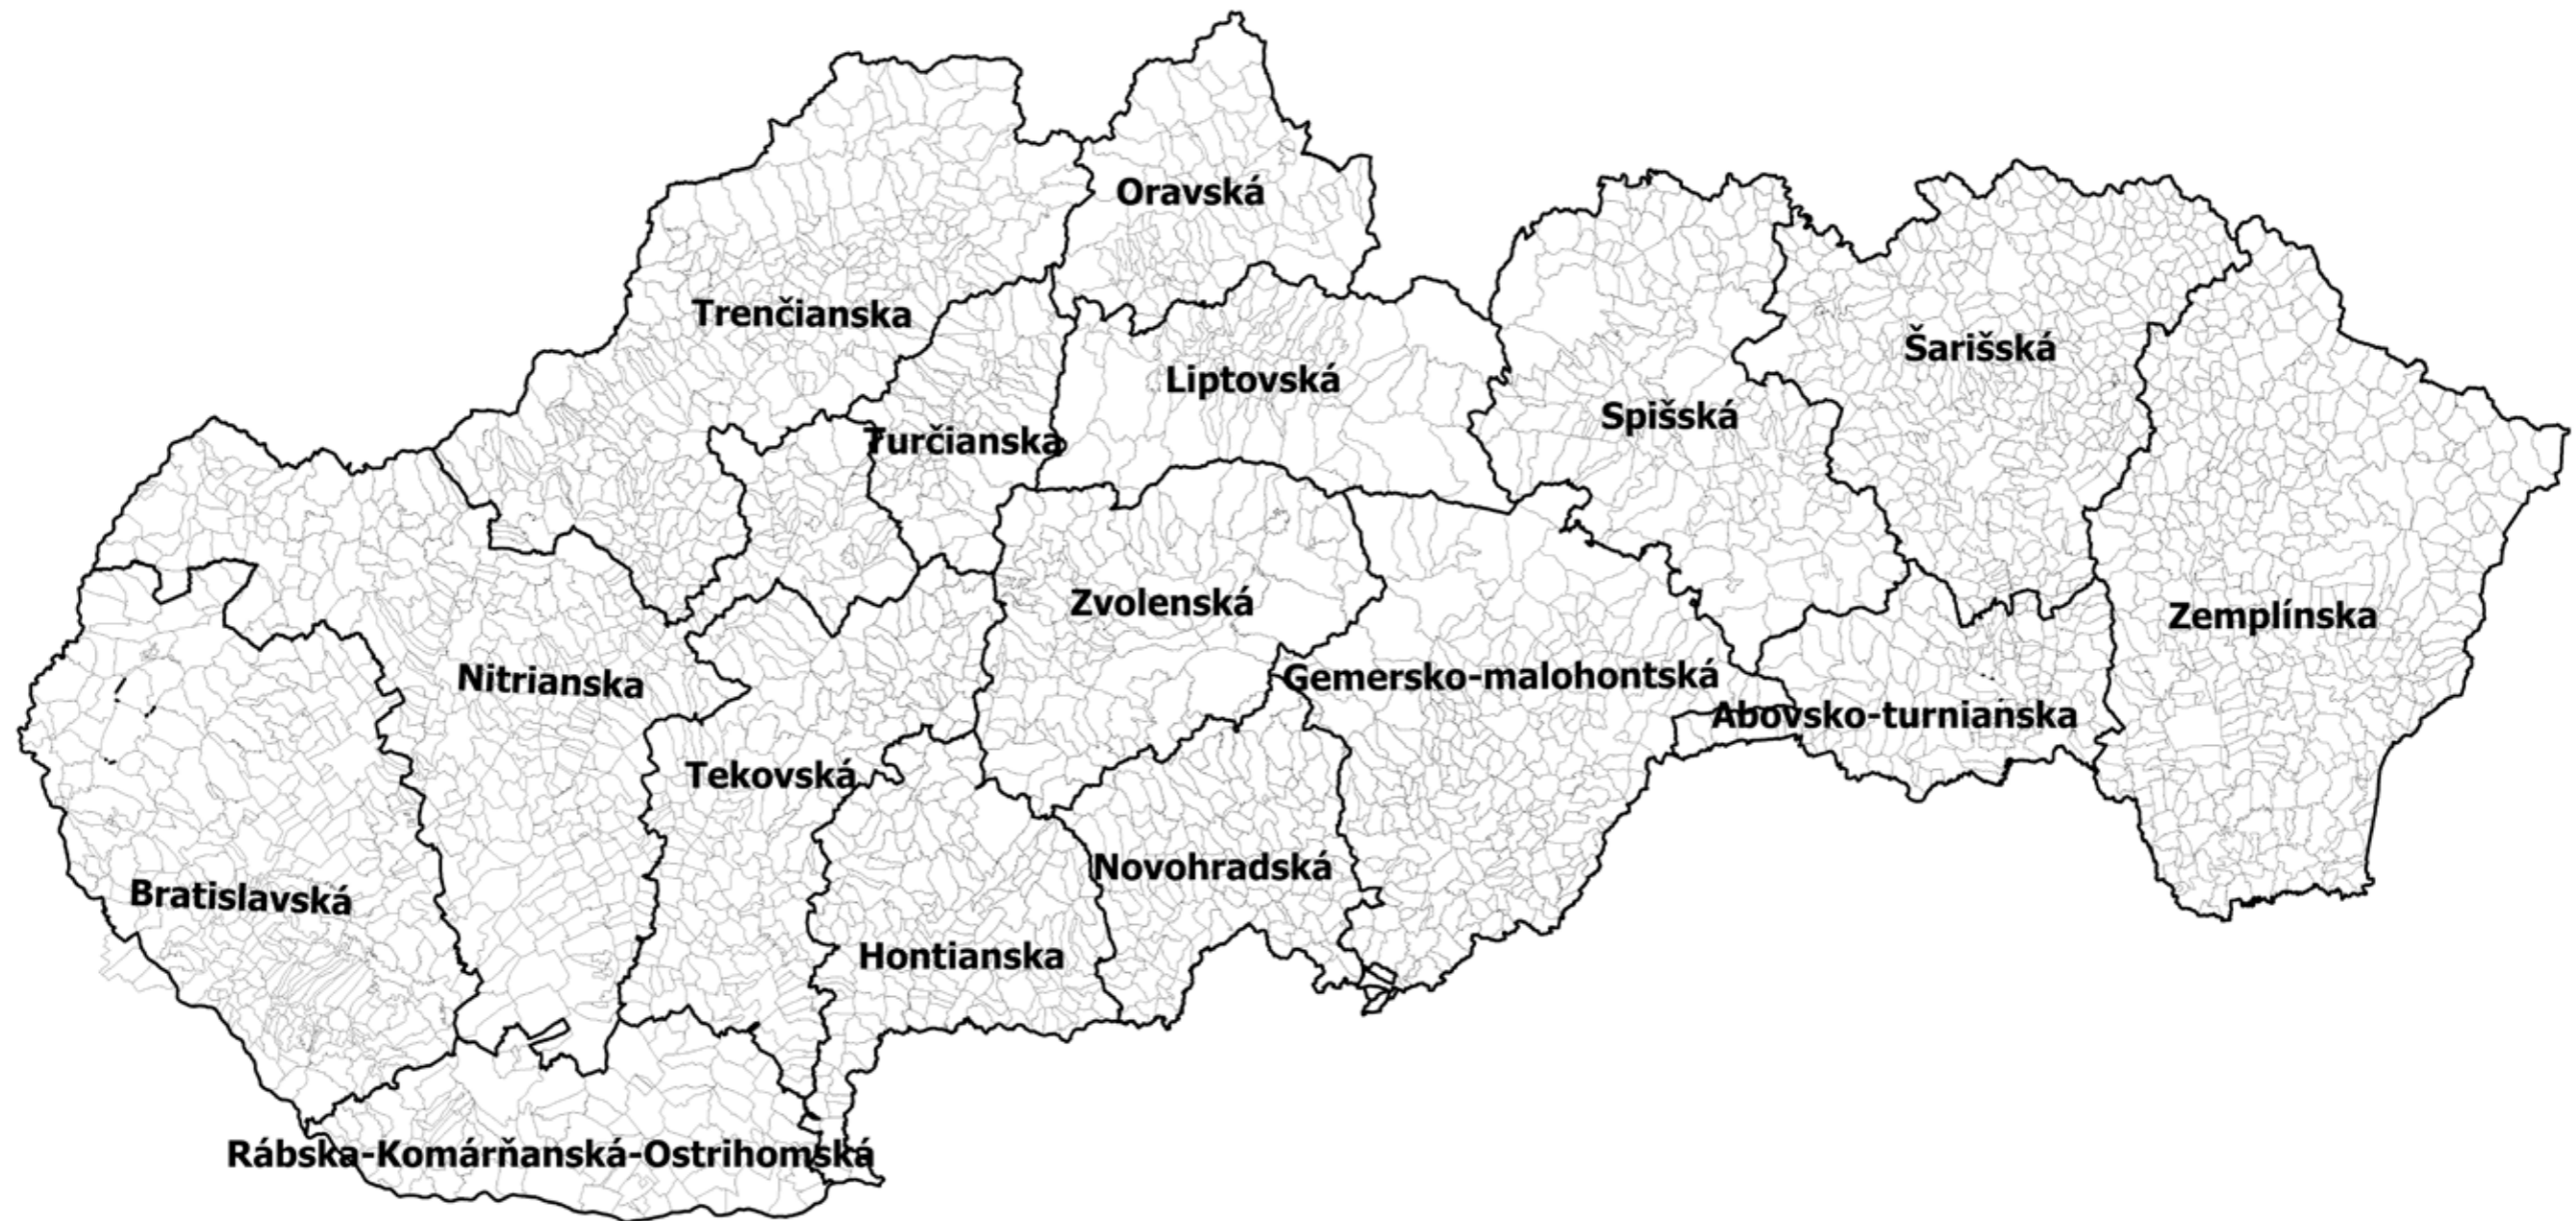 Oravská
Trenčianska
Šarišská
Liptovská
Spišská
Turčianska
Zvolenská
Zemplínska
Nitrianska
Gemersko-malohontská
Abovsko-turnianska
Tekovská
Novohradská
Bratislavská
Hontianska
Rábska-Komárňanská-Ostrihomská